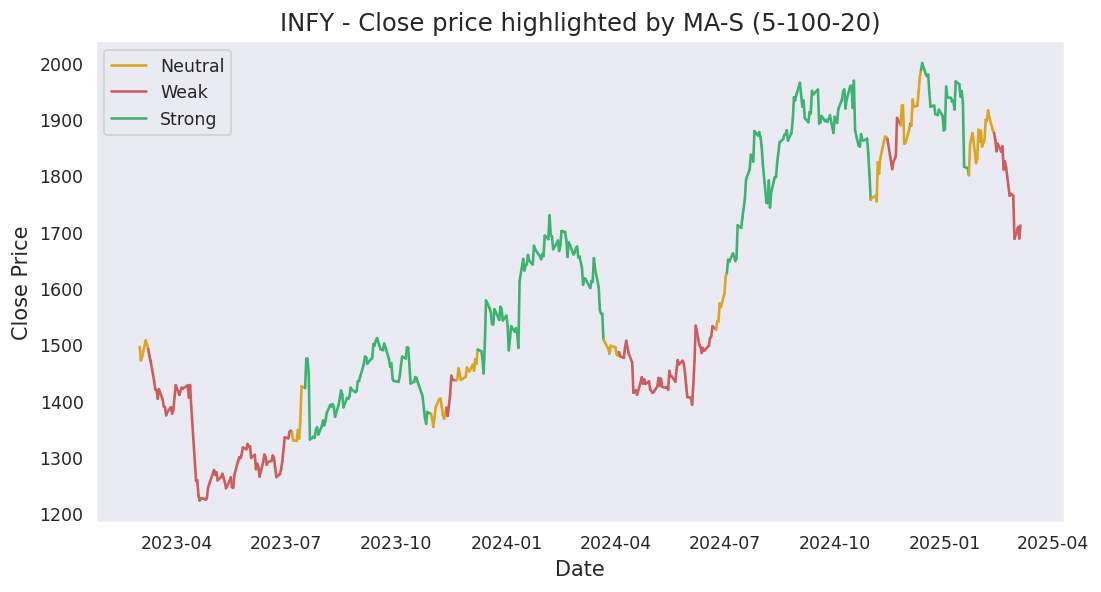 INFY - Close price highlighted by MA-S (5-100-20)
Neutral
Weak
Strong
Close Price
2000
1900
1800
1700
1600
1500
1400
1300
1200
2023-04 2023-07 2023-10 2024-01 2024-04 2024-07 2024-10 2025-01 2025-04
Date